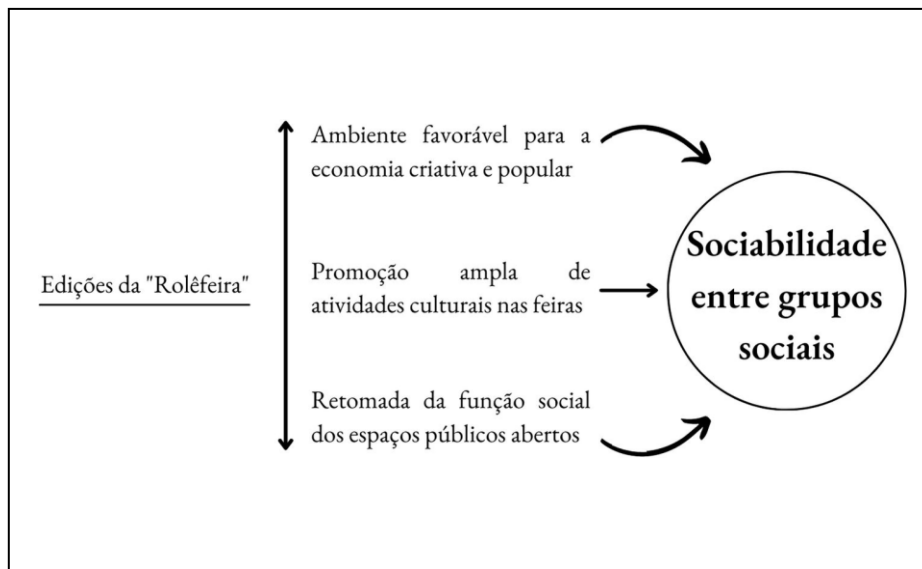 Ambiente favorável para a
economia criativa e popular
Edições da "Rolêfeira"
Promoção ampla de
atividades culturais nas feiras
Retomada da função social
dos espaços públicos abertos
Sociabilidade
entre grupos
sociais